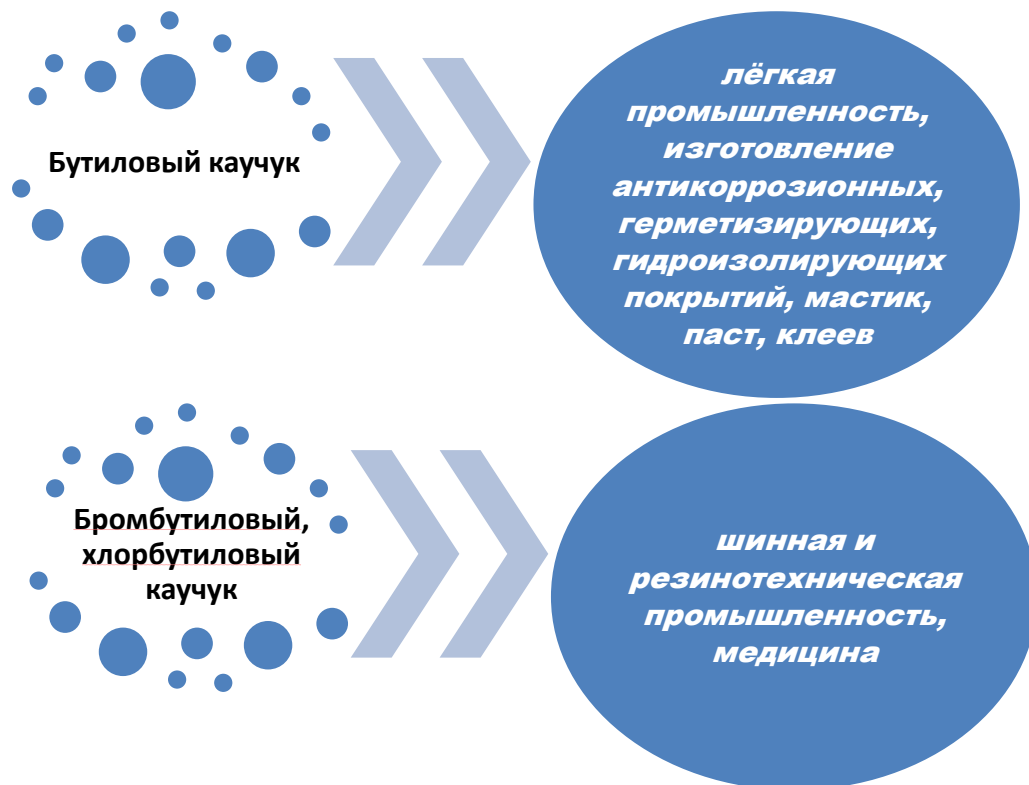 Бутиловый каучук
лёгкая
промышленность,
изготовление
антикоррозионных,
герметизирующих,
гидроизолирующих
покрытий, мастик,
паст, клеев
Бромбутиловый,
хлорбутиловый
каучук
шинная и
резинотехническая
промышленность,
медицина